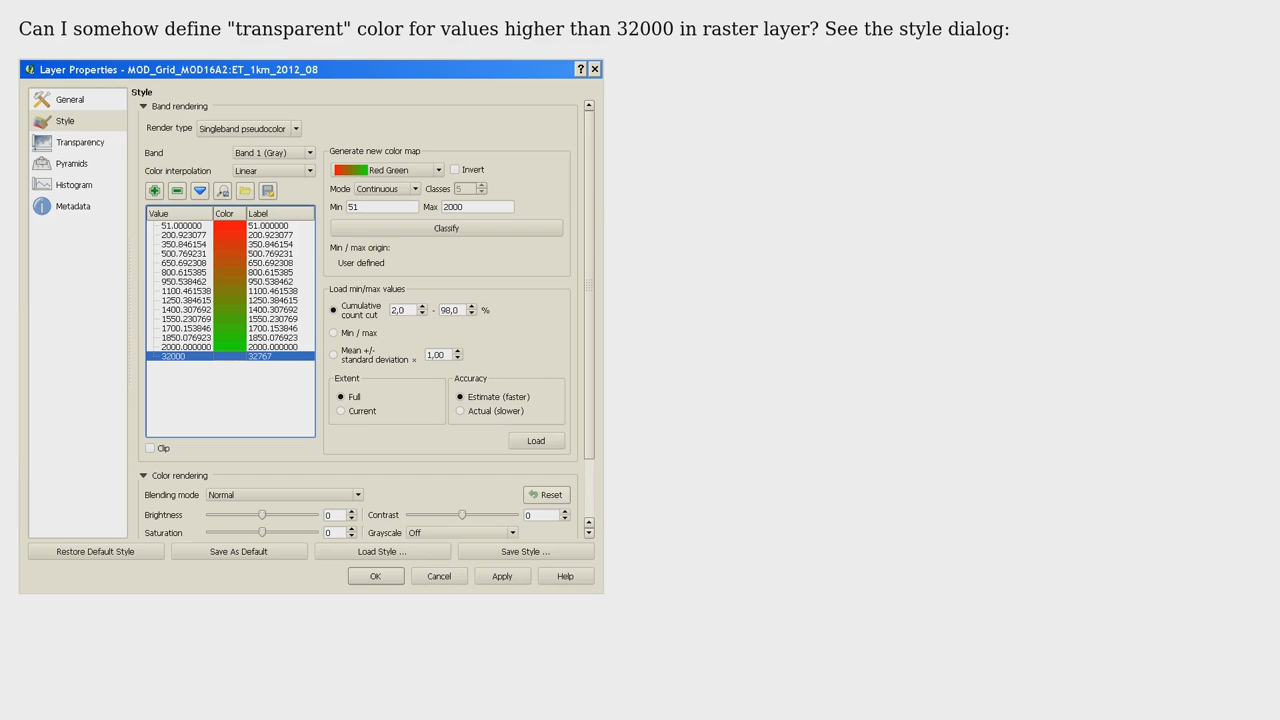 Can I somehow define "transparent" color for values higher than 32000 in raster layer? See the style dialog:
Layer Properties - MOD_Grid_MOD16A2:ET_1km_2012_08
General
Style
Transparency
Pyramids
Histogram
Metadata
Style
Band rendering
Render type Singleband pseudocolor
Band Band 1 (Gray)
Color interpolation Linear
Value Color Label
51.000000 51.000000
200.923077 200.923077
350.846154 350.846154
500.769231 500.769231
650.692308 650.692308
800.615385 800.615385
950.538462 950.538462
1100.461538 1100.461538
1250.384615 1250.384615
1400.307692 1400.307692
1550.230769 1550.230769
1700.153846 1700.153846
1850.076923 1850.076923
2000.000000 2000.000000
32000 32767
Clip
Generate new color map
Red Green Invert
Mode Continuous Classes 5
Min 51 Max 2000
Classify
Min / max origin:
User defined
Load min/max values
Cumulative
count cut 2,0 - 98,0 %
Min / max
Mean +/-
standard deviation × 1,00
Extent
Full
Current
Accuracy
Estimate (faster)
Actual (slower)
Load
Color rendering
Blending mode Normal Reset
Brightness 0 Contrast 0
Saturation 0 Grayscale Off
Restore Default Style Save As Default Load Style ... Save Style ...
OK Cancel Apply Help